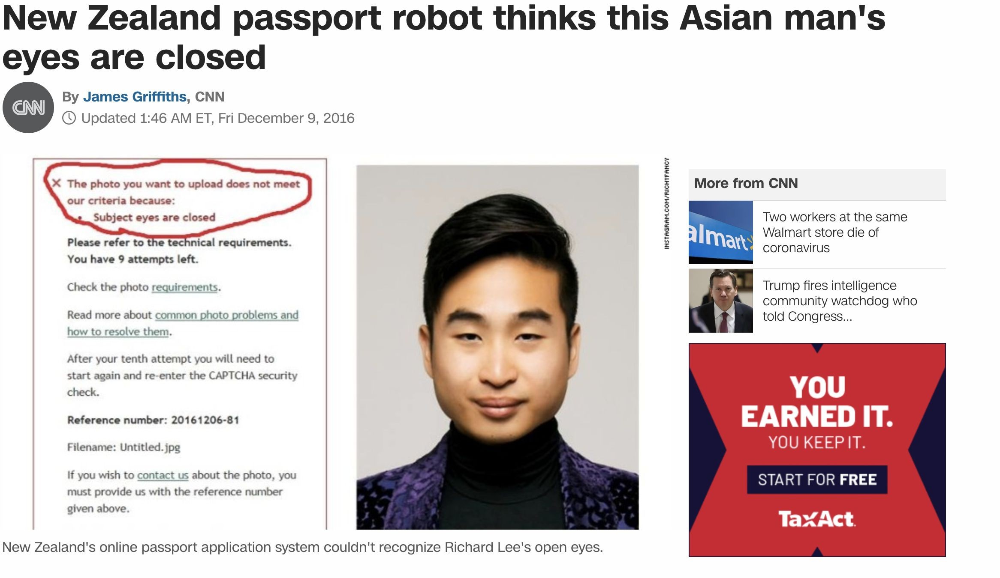 New Zealand passport robot thinks this Asian man's
eyes are closed
CNN
By James Griffiths, CNN
Updated 1:46 AM ET, Fri December 9, 2016
The photo you want to upload does not meet
our criteria because:
• Subject eyes are closed
Please refer to the technical requirements.
You have 9 attempts left.
Check the photo requirements.
Read more about common photo problems and
how to resolve them.
After your tenth attempt you will need to
start again and re-enter the CAPTCHA security
check.
Reference number: 20161206-81
Filename: Untitled.jpg
If you wish to contact us about the photo, you
must provide us with the reference number
given above.
INSTAGRAM.COM/RICHYFANCY
New Zealand's online passport application system couldn't recognize Richard Lee's open eyes.
More from CNN
almart
Two workers at the same
Walmart store die of
coronavirus
Trump fires intelligence
community watchdog who
told Congress...
YOU
EARNED IT.
YOU KEEP IT.
START FOR FREE
TaxAct.